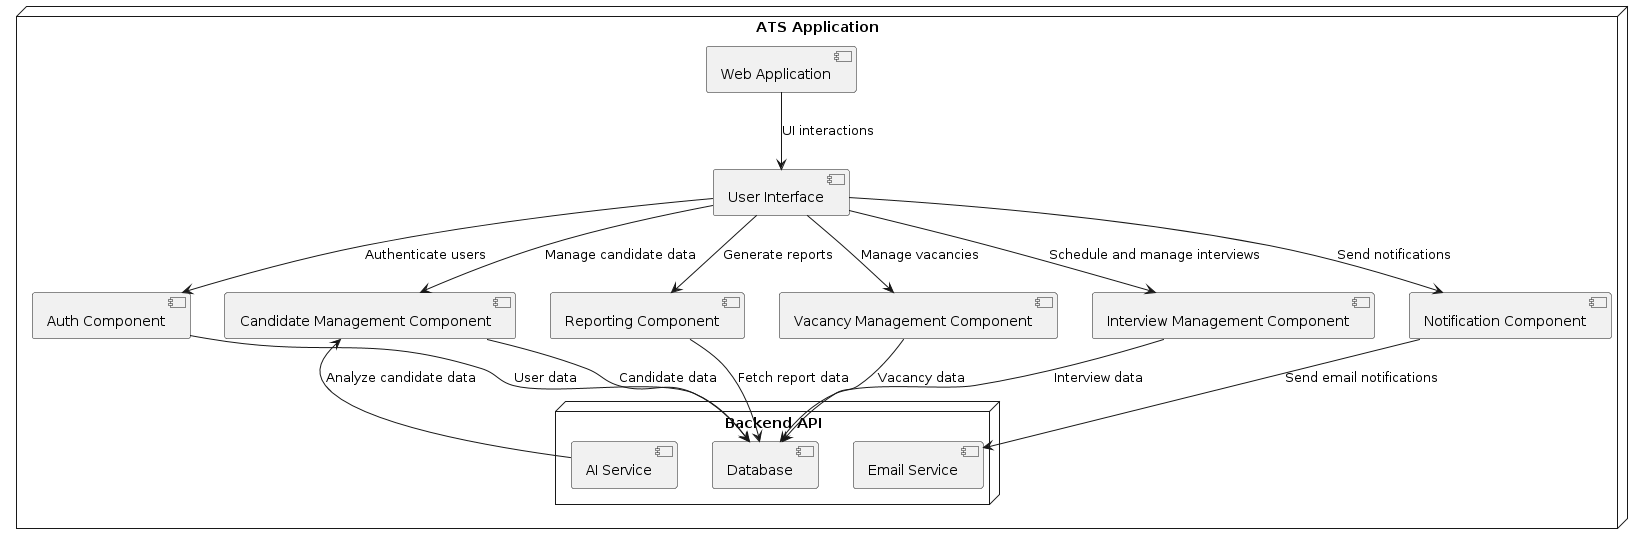 ATS Application
Web Application
UI interactions
User Interface
Authenticate users
Manage candidate data
Generate reports
Manage vacancies
Schedule and manage interviews
Send notifications
Auth Component
Candidate Management Component
Reporting Component
Vacancy Management Component
Interview Management Component
Notification Component
Analyze candidate data
User data
Candidate data
Fetch report data
Vacancy data
Interview data
Send email notifications
Backend API
AI Service
Database
Email Service